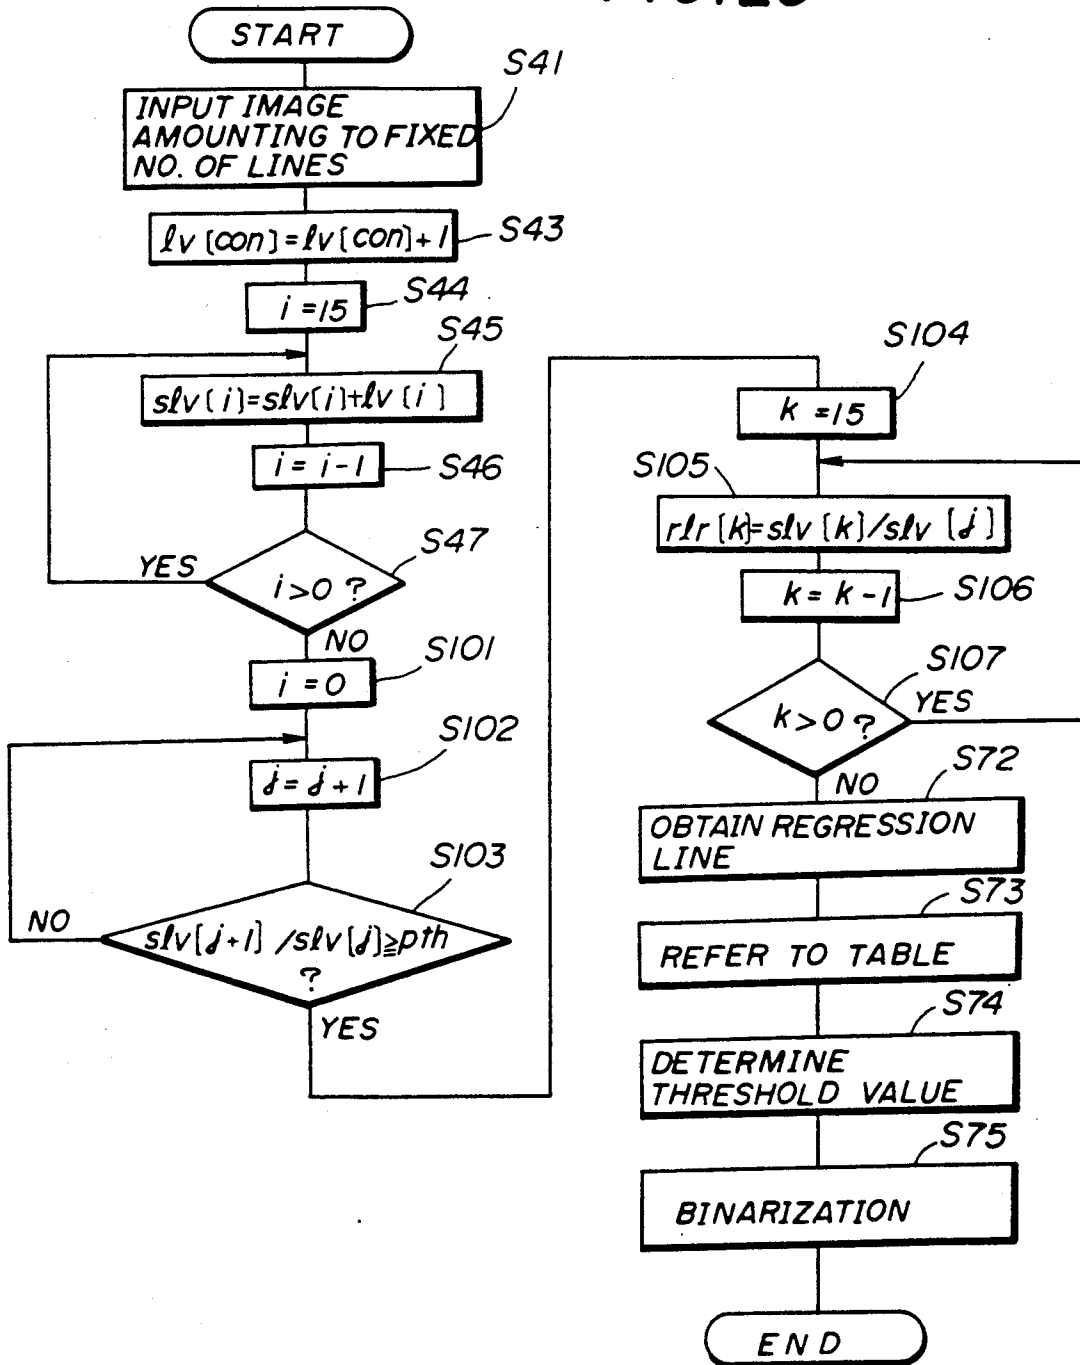 START
S41
INPUT IMAGE
AMOUNTING TO FIXED
NO. OF LINES
lv[con]=lv[con]+1
S43
S44
i=15
S45
slv[i]=slv[i]+lv[i]
i=i-1
S46
S47
YES
i>0?
NO
S101
i=0
S102
j=j+1
S103
NO
slv[j+1]/slv[j]≧pth
?
YES
S104
k=15
S105
rlr[k]=slv[k]/slv[j]
k=k-1
S106
S107
k>0?
YES
NO
S72
OBTAIN REGRESSION
LINE
S73
REFER TO TABLE
S74
DETERMINE
THRESHOLD VALUE
S75
BINARIZATION
END